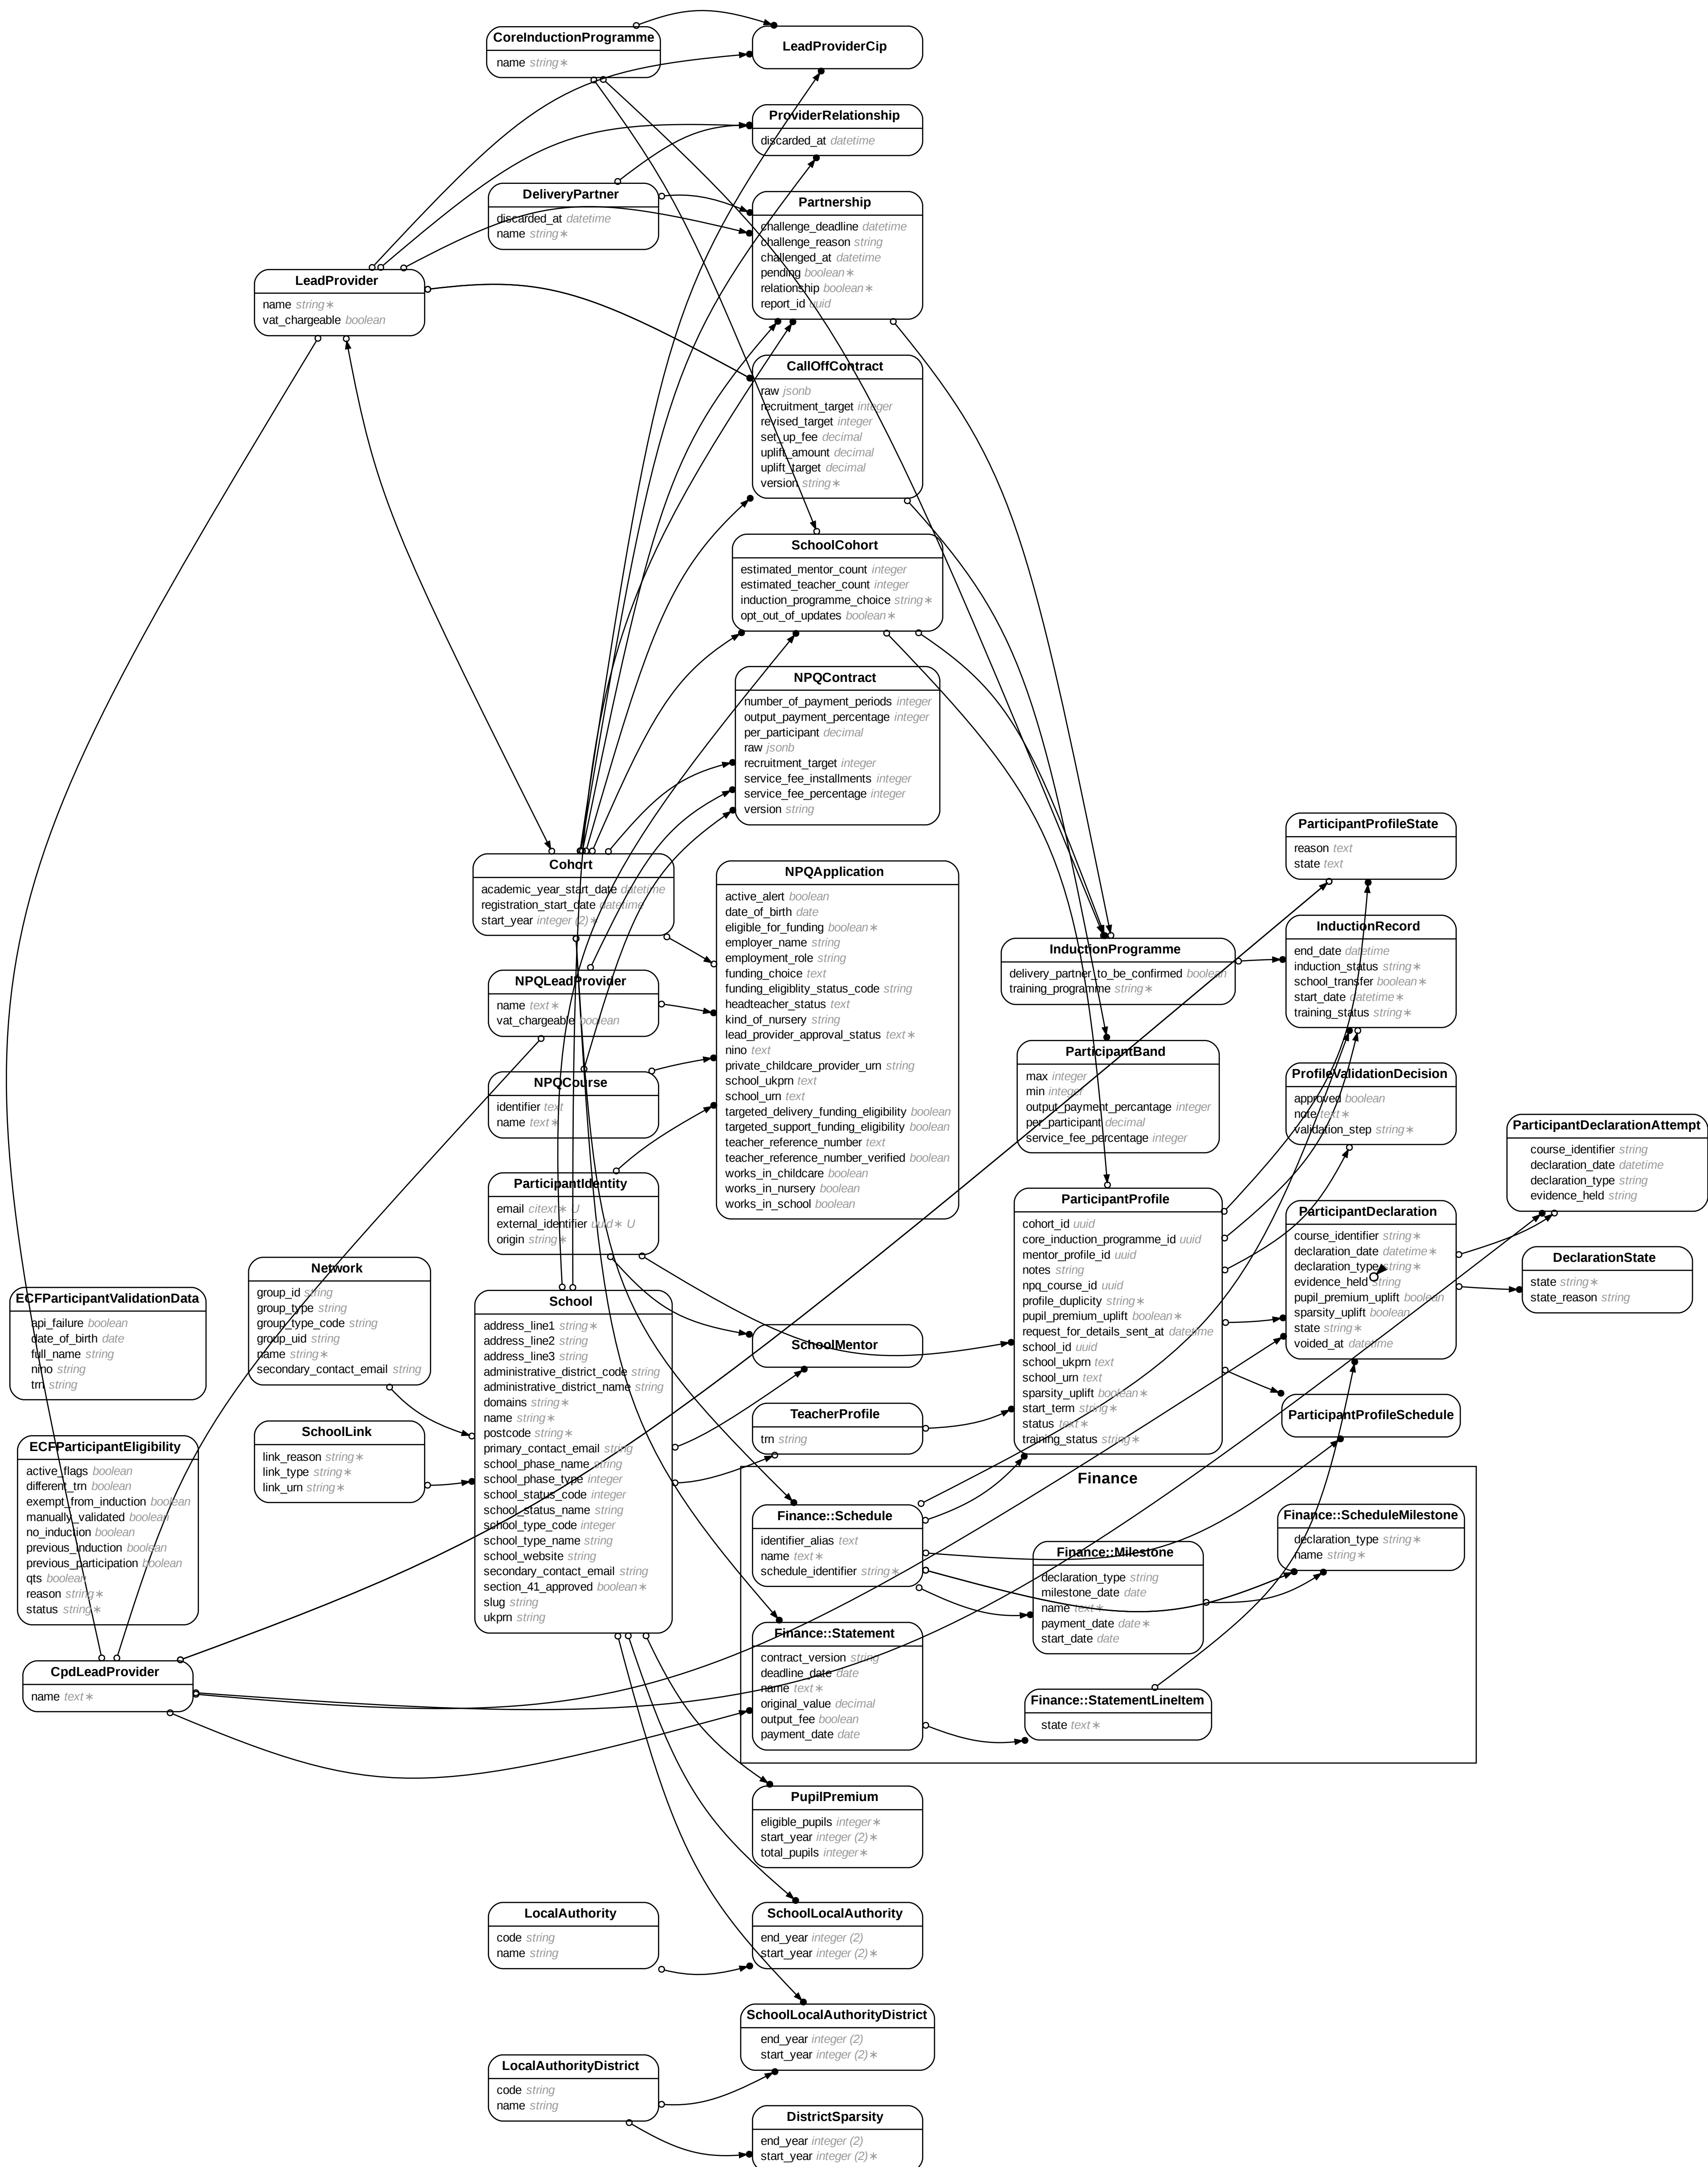 CoreInductionProgramme
name string∗
LeadProviderCip
ProviderRelationship
discarded_at datetime
DeliveryPartner
discarded_at datetime
name string∗
Partnership
challenge_deadline datetime
challenge_reason string
challenged_at datetime
pending boolean∗
relationship boolean∗
report_id uuid
LeadProvider
name string∗
vat_chargeable boolean
CallOffContract
raw jsonb
recruitment_target integer
revised_target integer
set_up_fee decimal
uplift_amount decimal
uplift_target decimal
version string∗
SchoolCohort
estimated_mentor_count integer
estimated_teacher_count integer
induction_programme_choice string∗
opt_out_of_updates boolean∗
NPQContract
number_of_payment_periods integer
output_payment_percentage integer
per_participant decimal
raw jsonb
recruitment_target integer
service_fee_installments integer
service_fee_percentage integer
version string
Cohort
academic_year_start_date datetime
registration_start_date datetime
start_year integer (2)∗
NPQApplication
active_alert boolean
date_of_birth date
eligible_for_funding boolean∗
employer_name string
employment_role string
funding_choice text
funding_eligiblity_status_code string
headteacher_status text
kind_of_nursery string
lead_provider_approval_status text∗
nino text
private_childcare_provider_urn string
school_ukprn text
school_urn text
targeted_delivery_funding_eligibility boolean
targeted_support_funding_eligibility boolean
teacher_reference_number text
teacher_reference_number_verified boolean
works_in_childcare boolean
works_in_nursery boolean
works_in_school boolean
NPQLeadProvider
name text∗
vat_chargeable boolean
NPQCourse
identifier text
name text∗
ParticipantIdentity
email citext∗ U
external_identifier uuid∗ U
origin string∗
InductionProgramme
delivery_partner_to_be_confirmed boolean
training_programme string∗
ParticipantBand
max integer
min integer
output_payment_percantage integer
per_participant decimal
service_fee_percentage integer
ParticipantProfileState
reason text
state text
InductionRecord
end_date datetime
induction_status string∗
school_transfer boolean∗
start_date datetime∗
training_status string∗
ProfileValidationDecision
approved boolean
note text∗
validation_step string∗
ParticipantDeclarationAttempt
course_identifier string
declaration_date datetime
declaration_type string
evidence_held string
ParticipantProfile
cohort_id uuid
core_induction_programme_id uuid
mentor_profile_id uuid
notes string
npq_course_id uuid
profile_duplicity string∗
pupil_premium_uplift boolean∗
request_for_details_sent_at datetime
school_id uuid
school_ukprn text
school_urn text
sparsity_uplift boolean∗
start_term string∗
status text∗
training_status string∗
ParticipantDeclaration
course_identifier string∗
declaration_date datetime∗
declaration_type string∗
evidence_held string
pupil_premium_uplift boolean
sparsity_uplift boolean
state string∗
voided_at datetime
DeclarationState
state string∗
state_reason string
ParticipantProfileSchedule
Network
group_id string
group_type string
group_type_code string
group_uid string
name string∗
secondary_contact_email string
ECFParticipantValidationData
api_failure boolean
date_of_birth date
full_name string
nino string
trn string
School
address_line1 string∗
address_line2 string
address_line3 string
administrative_district_code string
administrative_district_name string
domains string∗
name string∗
postcode string∗
primary_contact_email string
school_phase_name string
school_phase_type integer
school_status_code integer
school_status_name string
school_type_code integer
school_type_name string
school_website string
secondary_contact_email string
section_41_approved boolean∗
slug string
ukprn string
SchoolMentor
TeacherProfile
trn string
SchoolLink
link_reason string∗
link_type string∗
link_urn string∗
ECFParticipantEligibility
active_flags boolean
different_trn boolean
exempt_from_induction boolean
manually_validated boolean
no_induction boolean
previous_induction boolean
previous_participation boolean
qts boolean
reason string∗
status string∗
CpdLeadProvider
name text∗
Finance
Finance::Schedule
identifier_alias text
name text∗
schedule_identifier string∗
Finance::Milestone
declaration_type string
milestone_date date
name text∗
payment_date date∗
start_date date
Finance::ScheduleMilestone
declaration_type string∗
name string∗
Finance::Statement
contract_version string
deadline_date date
name text∗
original_value decimal
output_fee boolean
payment_date date
Finance::StatementLineItem
state text∗
PupilPremium
eligible_pupils integer∗
start_year integer (2)∗
total_pupils integer∗
LocalAuthority
code string
name string
SchoolLocalAuthority
end_year integer (2)
start_year integer (2)∗
SchoolLocalAuthorityDistrict
end_year integer (2)
start_year integer (2)∗
LocalAuthorityDistrict
code string
name string
DistrictSparsity
end_year integer (2)
start_year integer (2)∗